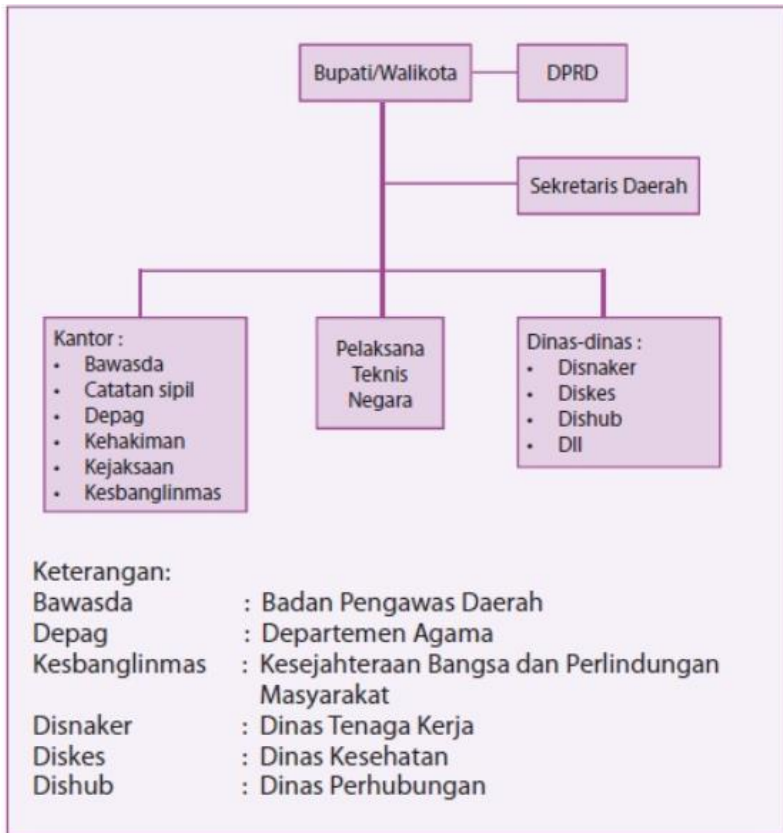 Bupati/Walikota
DPRD
Sekretaris Daerah
Kantor :
• Bawasda
• Catatan sipil
• Depag
• Kehakiman
• Kejaksaan
• Kesbanglinmas
Pelaksana
Teknis
Negara
Dinas-dinas :
• Disnaker
• Diskes
• Dishub
• Dll
Keterangan:
Bawasda : Badan Pengawas Daerah
Depag : Departemen Agama
Kesbanglinmas : Kesejahteraan Bangsa dan Perlindungan
Masyarakat
Disnaker : Dinas Tenaga Kerja
Diskes : Dinas Kesehatan
Dishub : Dinas Perhubungan